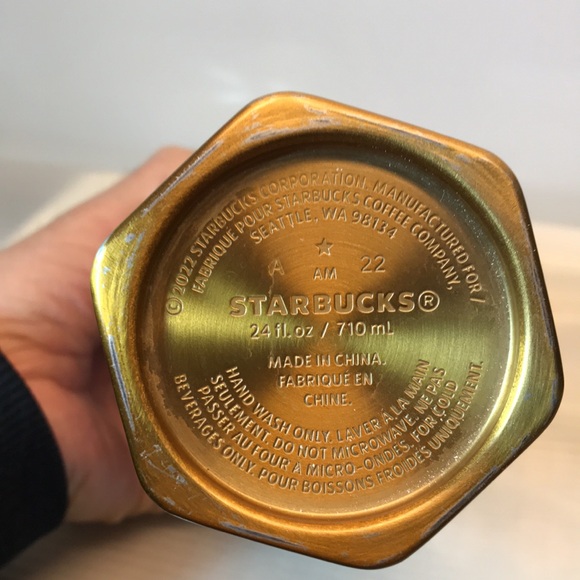 © 2022 STARBUCKS CORPORATION. MANUFACTURED FOR /
FABRIQUÉ POUR STARBUCKS COFFEE COMPANY,
SEATTLE, WA 98134
A AM 22
STARBUCKS®
24 fl. oz / 710 mL
MADE IN CHINA.
FABRIQUE EN
CHINE.
HAND WASH ONLY. LAVER A LA MAIN
SEULEMENT. DO NOT MICROWAVE. NE PAS
PASSER AU FOUR À MICRO-ONDES. FOR COLD
BEVERAGES ONLY. POUR BOISSONS FROIDES UNIQUEMENT.